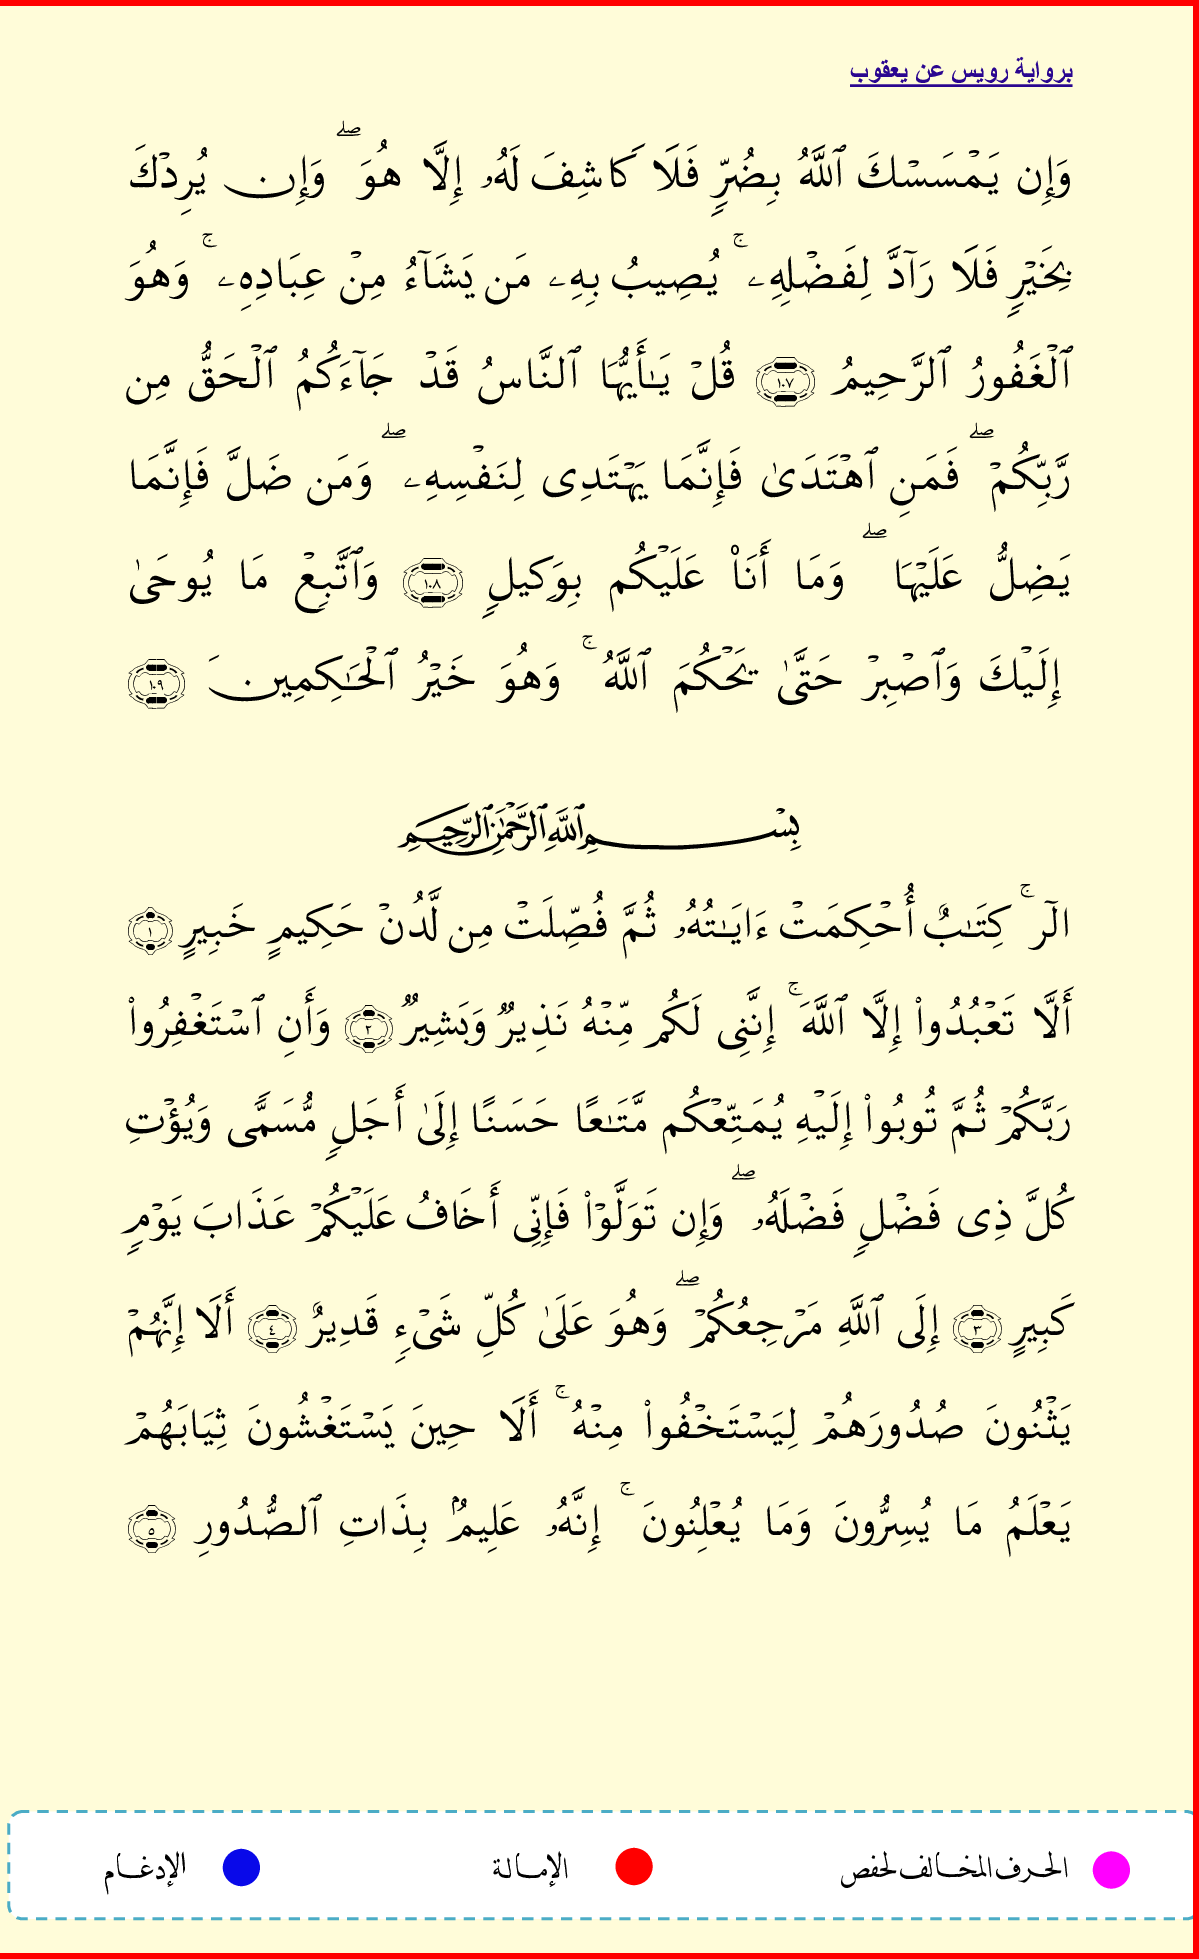 برواية رويس عن يعقوب
وَإِن يَمۡسَسۡكَ ٱللَّهُ بِضُرّٖ فَلَا كَاشِفَ لَهُۥ إِلَّا هُوَۖ وَإِن يُرِدۡكَ
بِخَيۡرٖ فَلَا رَآدَّ لِفَضۡلِهِۦۚ يُصِيبُ بِهِۦ مَن يَشَآءُ مِنۡ عِبَادِهِۦۚ وَهُوَ
ٱلۡغَفُورُ ٱلرَّحِيمُ ١٠٧ قُلۡ يَـٰٓأَيُّهَا ٱلنَّاسُ قَدۡ جَآءَكُمُ ٱلۡحَقُّ مِن
رَّبِّكُمۡۖ فَمَنِ ٱهۡتَدَىٰ فَإِنَّمَا يَهۡتَدِى لِنَفۡسِهِۦۖ وَمَن ضَلَّ فَإِنَّمَا
يَضِلُّ عَلَيۡهَاۖ وَمَا أَنَا۠ عَلَيۡكُم بِوَكِيلٖ ١٠٨ وَٱتَّبِعۡ مَا يُوحَىٰ
إِلَيۡكَ وَٱصۡبِرۡ حَتَّىٰ يَحۡكُمَ ٱللَّهُۚ وَهُوَ خَيۡرُ ٱلۡحَـٰكِمِينَ ١٠٩
بِسۡمِ ٱللَّهِ ٱلرَّحۡمَـٰنِ ٱلرَّحِيمِ
الٓرۚ كِتَـٰبٌ أُحۡكِمَتۡ ءَايَـٰتُهُۥ ثُمَّ فُصِّلَتۡ مِن لَّدُنۡ حَكِيمٍ خَبِيرٍ ١
أَلَّا تَعۡبُدُواْ إِلَّا ٱللَّهَۚ إِنَّنِى لَكُم مِّنۡهُ نَذِيرٞ وَبَشِيرٞ ٢ وَأَنِ ٱسۡتَغۡفِرُواْ
رَبَّكُمۡ ثُمَّ تُوبُواْ إِلَيۡهِ يُمَتِّعۡكُم مَّتَـٰعًا حَسَنًا إِلَىٰ أَجَلٖ مُّسَمّٗى وَيُؤۡتِ
كُلَّ ذِى فَضۡلٖ فَضۡلَهُۥۖ وَإِن تَوَلَّوۡاْ فَإِنِّى أَخَافُ عَلَيۡكُمۡ عَذَابَ يَوۡمٖ
كَبِيرٍ ٣ إِلَى ٱللَّهِ مَرۡجِعُكُمۡۖ وَهُوَ عَلَىٰ كُلِّ شَىۡءٖ قَدِيرٌ ٤ أَلَا إِنَّهُمۡ
يَثۡنُونَ صُدُورَهُمۡ لِيَسۡتَخۡفُواْ مِنۡهُۚ أَلَا حِينَ يَسۡتَغۡشُونَ ثِيَابَهُمۡ
يَعۡلَمُ مَا يُسِرُّونَ وَمَا يُعۡلِنُونَۚ إِنَّهُۥ عَلِيمُۢ بِذَاتِ ٱلصُّدُورِ ٥
الحرف المخالف لحفص الإمالة الإدغام